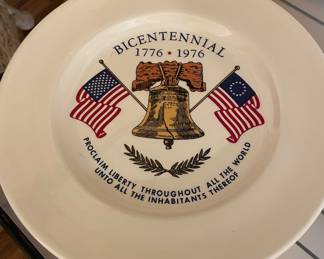 BICENTENNIAL
1776 ★ 1976
PROCLAIM LIBERTY THROUGHOUT ALL THE WORLD
UNTO ALL THE INHABITANTS THEREOF